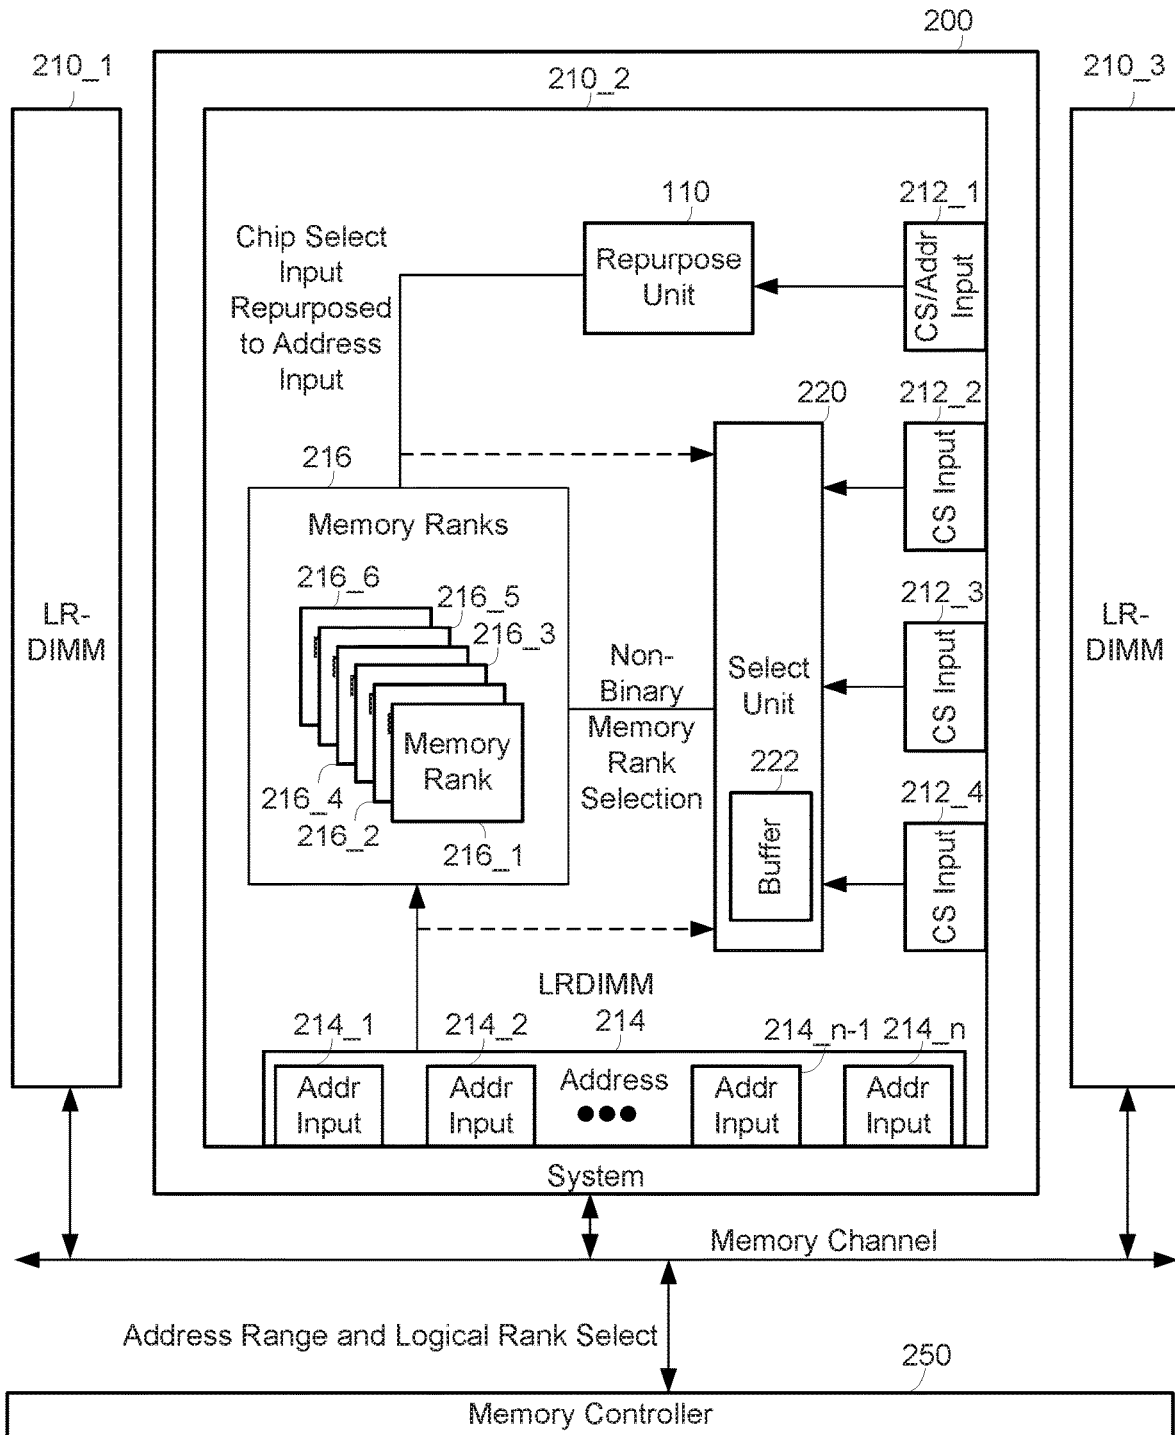 200
210_1
210_2
210_3
110
212_1
Chip Select
Input
Repurposed
to Address
Input
Repurpose
Unit
CS/Addr
Input
220
212_2
CS Input
216
Memory Ranks
216_6
216_5
216_3
212_3
CS Input
LR-
DIMM
Non-
Binary
Memory
Rank
Selection
Select
Unit
LR-
DIMM
Memory
Rank
216_4
216_2
216_1
222
Buffer
212_4
CS Input
LRDIMM
214_1
214_2
214
214_n-1
214_n
Addr
Input
Addr
Input
Address
Addr
Input
Addr
Input
System
Memory Channel
Address Range and Logical Rank Select
250
Memory Controller